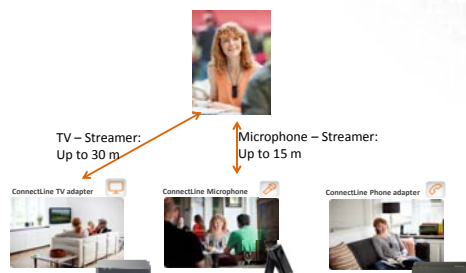 TV – Streamer:
Up to 30 m
Microphone – Streamer:
Up to 15 m
ConnectLine TV adapter
ConnectLine Microphone
ConnectLine Phone adapter